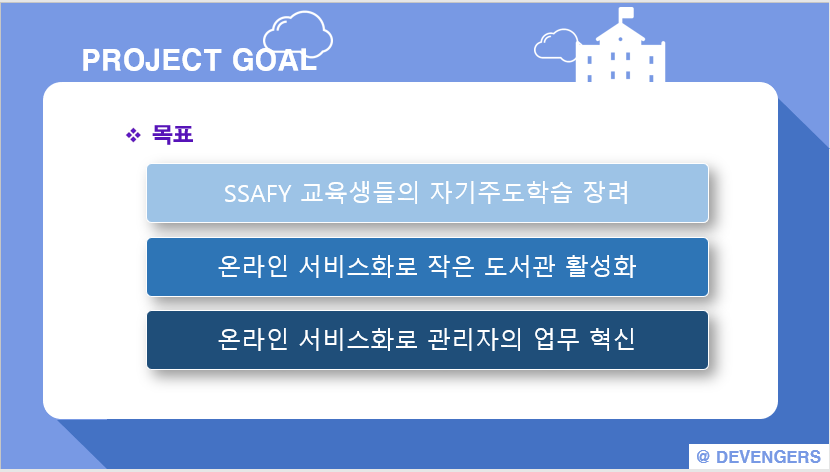 PROJECT GOAL
❖ 목표
SSAFY 교육생들의 자기주도학습 장려
온라인 서비스화로 작은 도서관 활성화
온라인 서비스화로 관리자의 업무 혁신
@ DEVENGERS